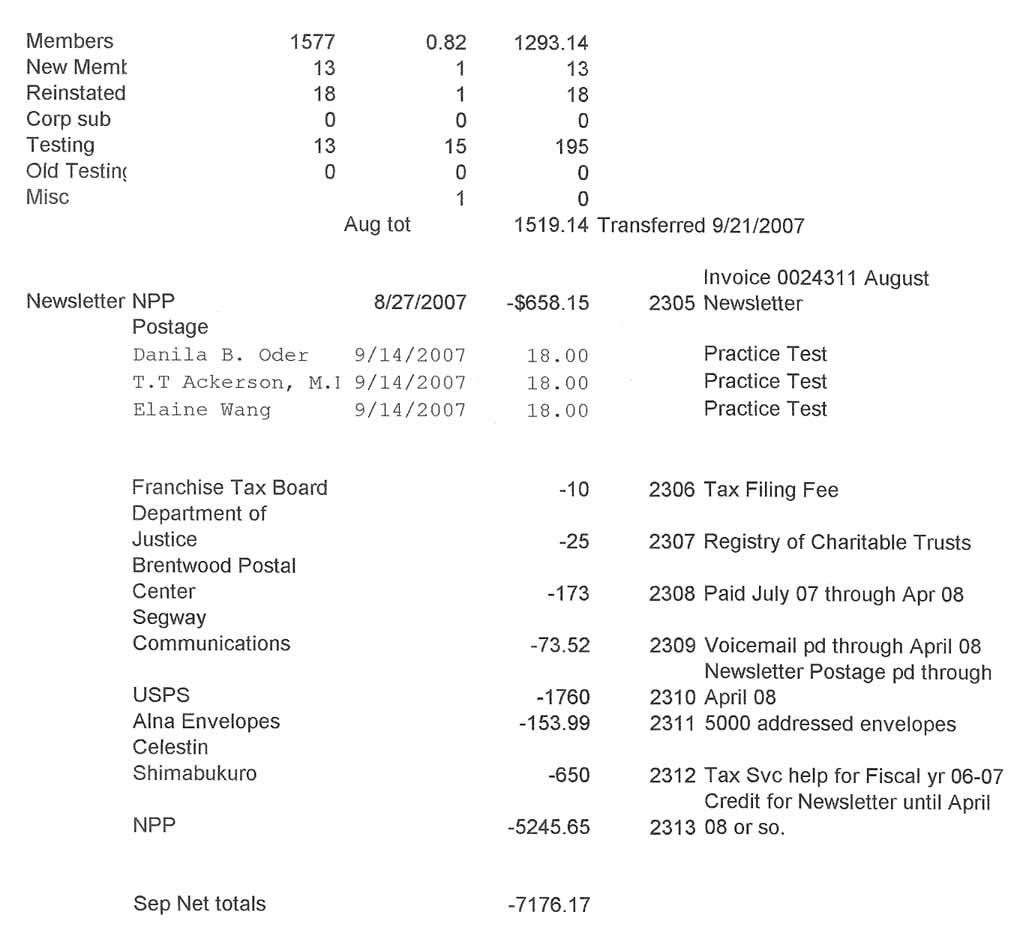 Members 1577 0.82 1293.14
New Memb 13 1 13
Reinstated 18 1 18
Corp sub 0 0 0
Testing 13 15 195
Old Testing 0 0 0
Misc 1 0
Aug tot 1519.14 Transferred 9/21/2007
Invoice 0024311 August
Newsletter NPP 8/27/2007 -$658.15 2305 Newsletter
Postage
Danila B. Oder 9/14/2007 18.00 Practice Test
T.T Ackerson, M.I 9/14/2007 18.00 Practice Test
Elaine Wang 9/14/2007 18.00 Practice Test
Franchise Tax Board -10 2306 Tax Filing Fee
Department of
Justice -25 2307 Registry of Charitable Trusts
Brentwood Postal
Center -173 2308 Paid July 07 through Apr 08
Segway
Communications -73.52 2309 Voicemail pd through April 08
Newsletter Postage pd through
USPS -1760 2310 April 08
Alna Envelopes -153.99 2311 5000 addressed envelopes
Celestin
Shimabukuro -650 2312 Tax Svc help for Fiscal yr 06-07
Credit for Newsletter until April
NPP -5245.65 2313 08 or so.
Sep Net totals -7176.17